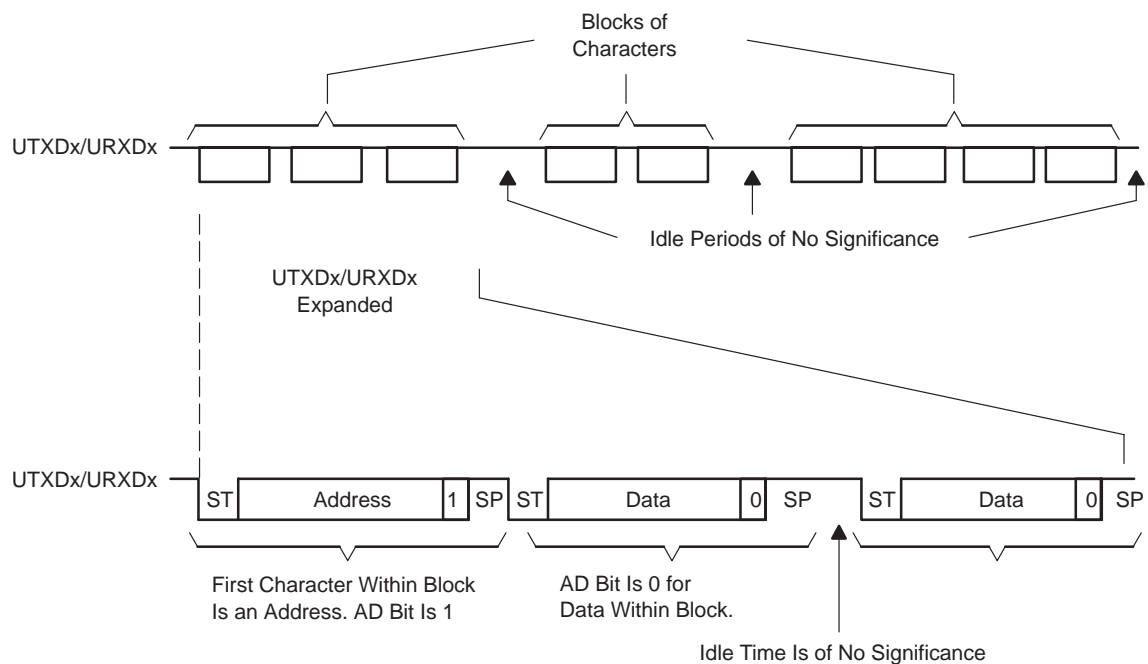 Blocks of
Characters
UTXDx/URXDx
Idle Periods of No Significance
UTXDx/URXDx
Expanded
UTXDx/URXDx
ST Address 1 SP ST Data 0 SP ST Data 0 SP
First Character Within Block
Is an Address. AD Bit Is 1
AD Bit Is 0 for
Data Within Block.
Idle Time Is of No Significance